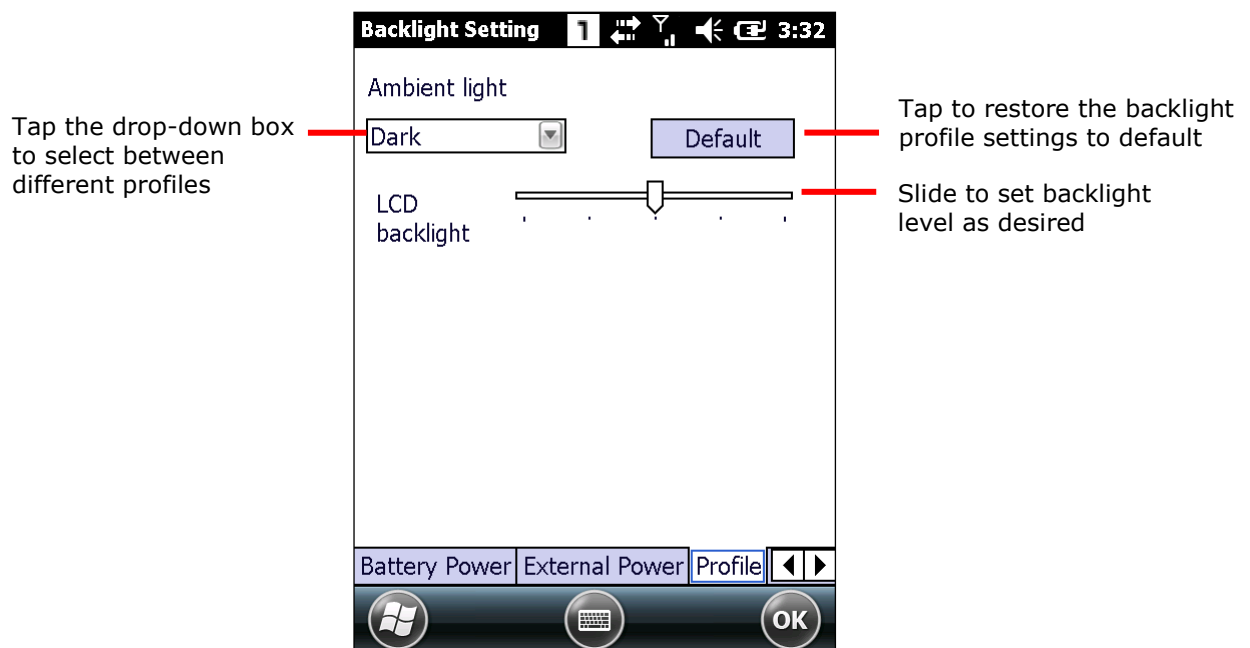 Backlight Setting 1 3:32
Ambient light
Tap the drop-down box
to select between
different profiles
Dark
Default
Tap to restore the backlight
profile settings to default
LCD
backlight
Slide to set backlight
level as desired
Battery Power External Power Profile
OK